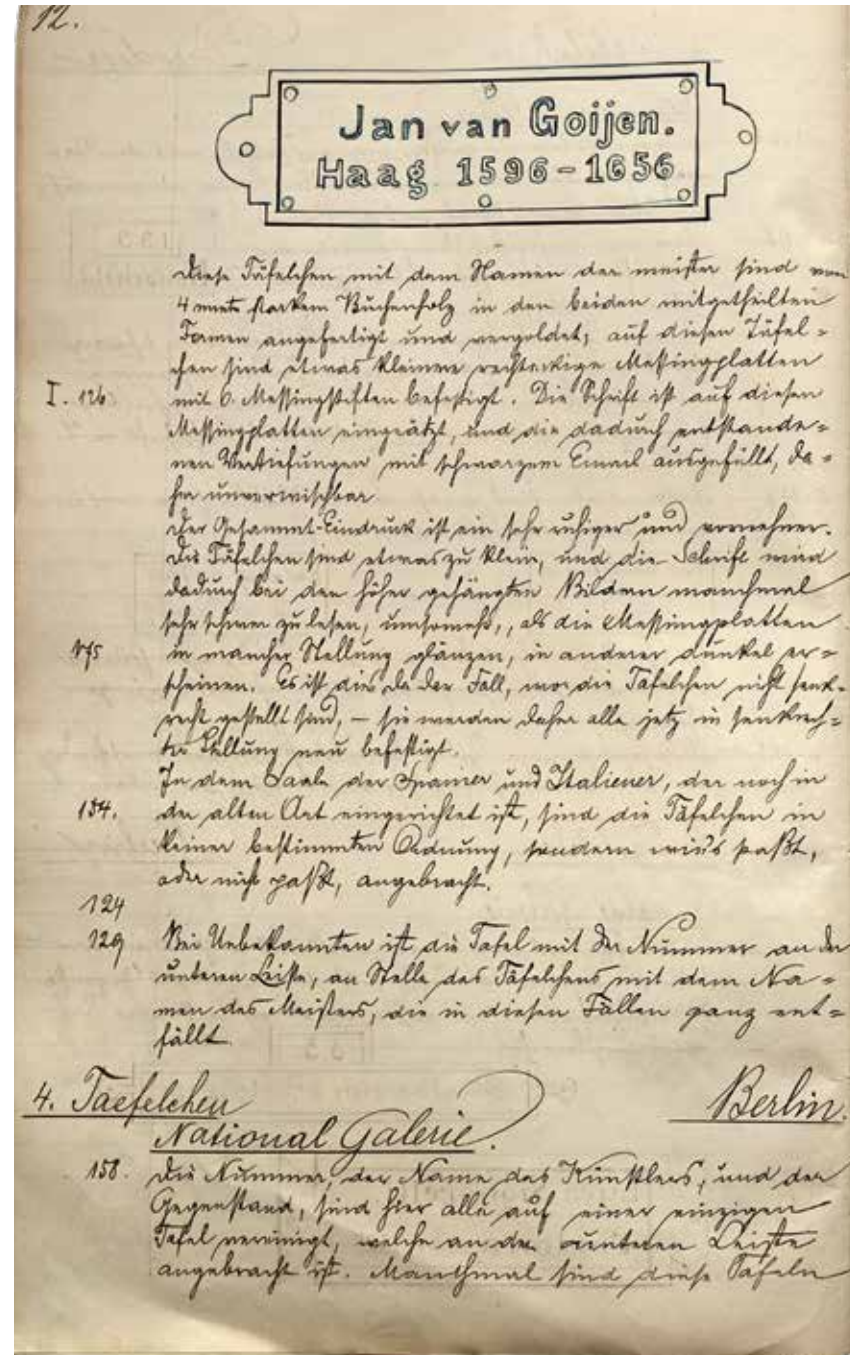 12.
Jan van Goijen.
Haag 1596-1656
Diese Täfelchen mit dem Namen der meister sind von
4 mmets starkem Buchenholz in den beiden mitgetheilten
Formen angefertigt und vergoldet; auf diesen Täfel=
chen sind etwas kleinere rechteckige Messingplatten
I. 126 mit 6. Messingstiften befestigt. Die Schrift ist auf diesen
Messingplatten eingeätzt, und die dadurch entstande=
nen Vertiefungen mit schwarzem Email ausgefüllt, da=
her unverwischbar
Der Gesammt-Eindruck ist ein sehr ruhiger und vornehmer.
Die Täfelchen sind etwas zu klein, und die Schrift wird
dadurch bei den höher gehängten Bildern manchmal
sehr schwer zu lesen, umsomehr, als die Messingplatten
175 in mancher Stellung glänzen, in anderer dunkel er=
scheinen. Es ist dies da der Fall, wo die Täfelchen nicht senk=
recht gestellt sind, – sie werden daher alle jetz in senkrech=
ter Stellung neu befestigt.
In dem Saale der Spanier und Italiener, der noch in
134. der alten Art eingerichtet ist, sind die Täfelchen in
keiner bestimmten Ordnung, sondern wie's paßt,
oder nicht paßt, angebracht.
124
129 Bei Unbekannten ist die Tafel mit der Nummer an der
unteren Leiste, an Stelle des Täfelchens mit dem Na=
men des Meisters, die in diesen Fällen ganz ent=
fällt.
4. Taefelchen Berlin.
National Galerie.
158. Die Nummer, der Name des Künstlers, und der
Gegenstand, sind hier alle auf einer einzigen
Tafel vereinigt, welche an der unteren Leiste
angebracht ist. Manchmal sind diese Tafeln